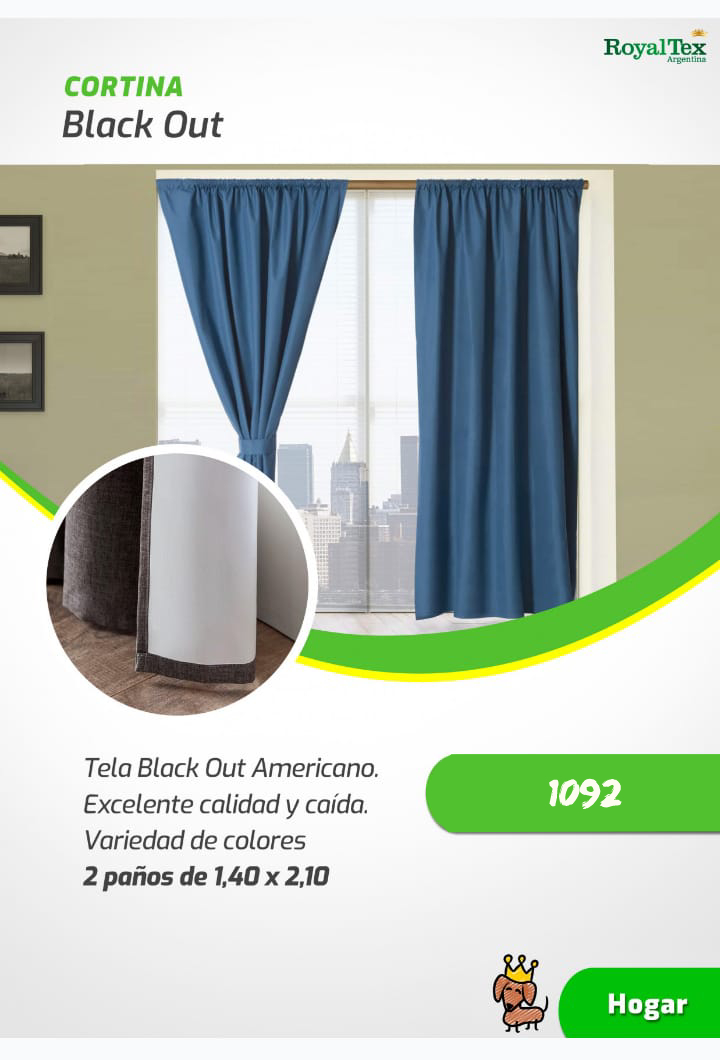 RoyalTex
Argentina
CORTINA
Black Out
Tela Black Out Americano.
Excelente calidad y caída.
Variedad de colores
2 paños de 1,40 x 2,10
1092
Hogar